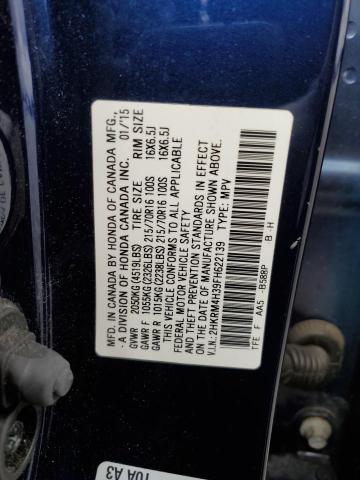 MFD. IN CANADA BY HONDA OF CANADA MFG.,
- A DIVISION OF HONDA CANADA INC. 01/'15
GVWR 2050KG(4519LBS) TIRE SIZE RIM SIZE
GAWR F 1055KG(2326LBS) 215/70R16 100S 16X6.5J
GAWR R 1015KG(2238LBS) 215/70R16 100S 16X6.5J
THIS VEHICLE CONFORMS TO ALL APPLICABLE
FEDERAL MOTOR VEHICLE SAFETY
AND THEFT PREVENTION STANDARDS IN EFFECT
ON THE DATE OF MANUFACTURE SHOWN ABOVE.
V.I.N.: 2HKRM4H39FH622139 TYPE: MPV
TFE F AA5 B588P B - H
10A A3